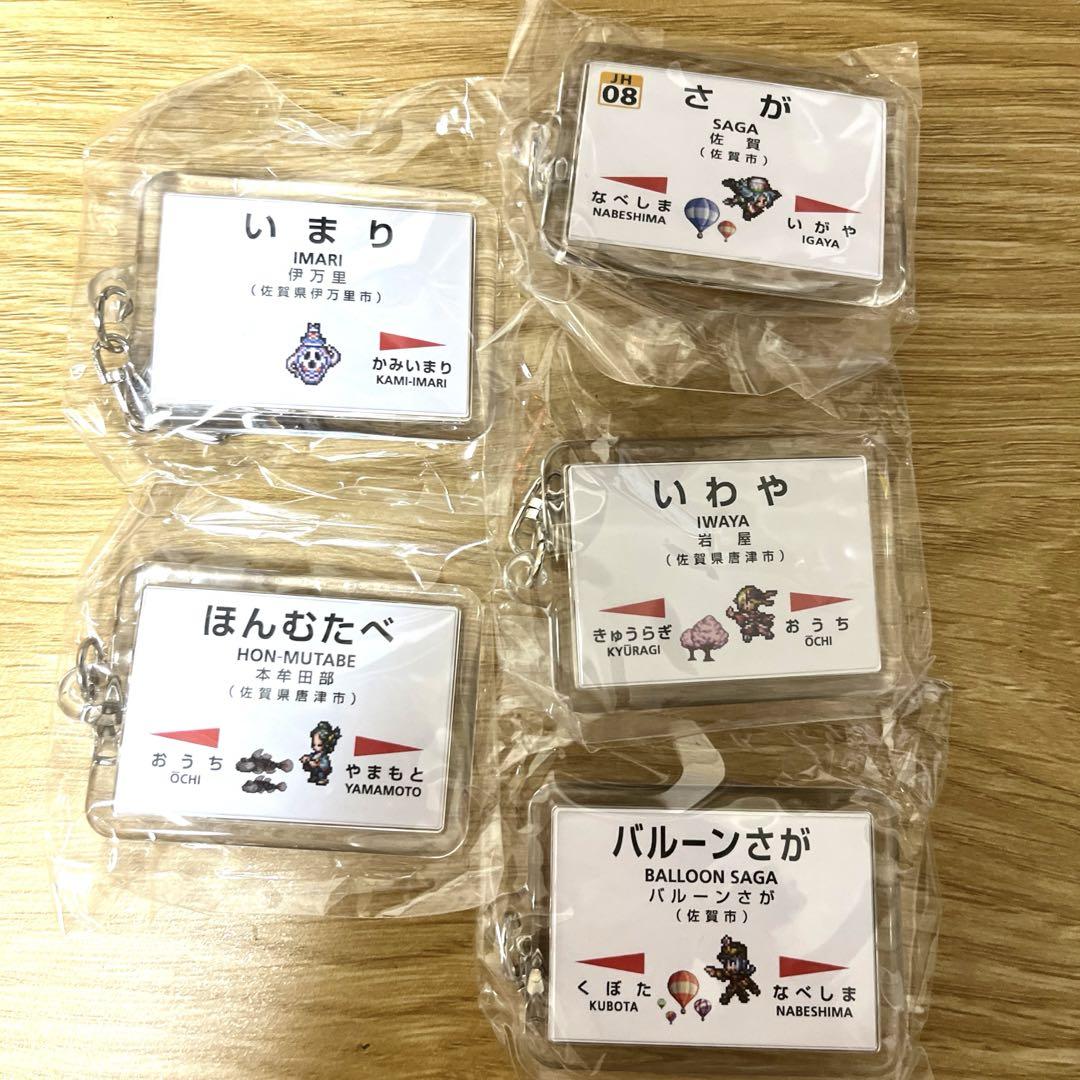 いまり
IMARI
伊万里
(佐賀県伊万里市)
かみいまり
KAMI-IMARI
JH
08
さが
SAGA
佐賀
(佐賀市)
なべしま
NABESHIMA
いがや
IGAYA
いわや
IWAYA
岩屋
(佐賀県唐津市)
きゅうらぎ
KYŪRAGI
おうち
ŌCHI
ほんむたべ
HON-MUTABE
本牟田部
(佐賀県唐津市)
おうち
ŌCHI
やまもと
YAMAMOTO
バルーンさが
BALLOON SAGA
バルーンさが
(佐賀市)
くぼた
KUBOTA
なべしま
NABESHIMA